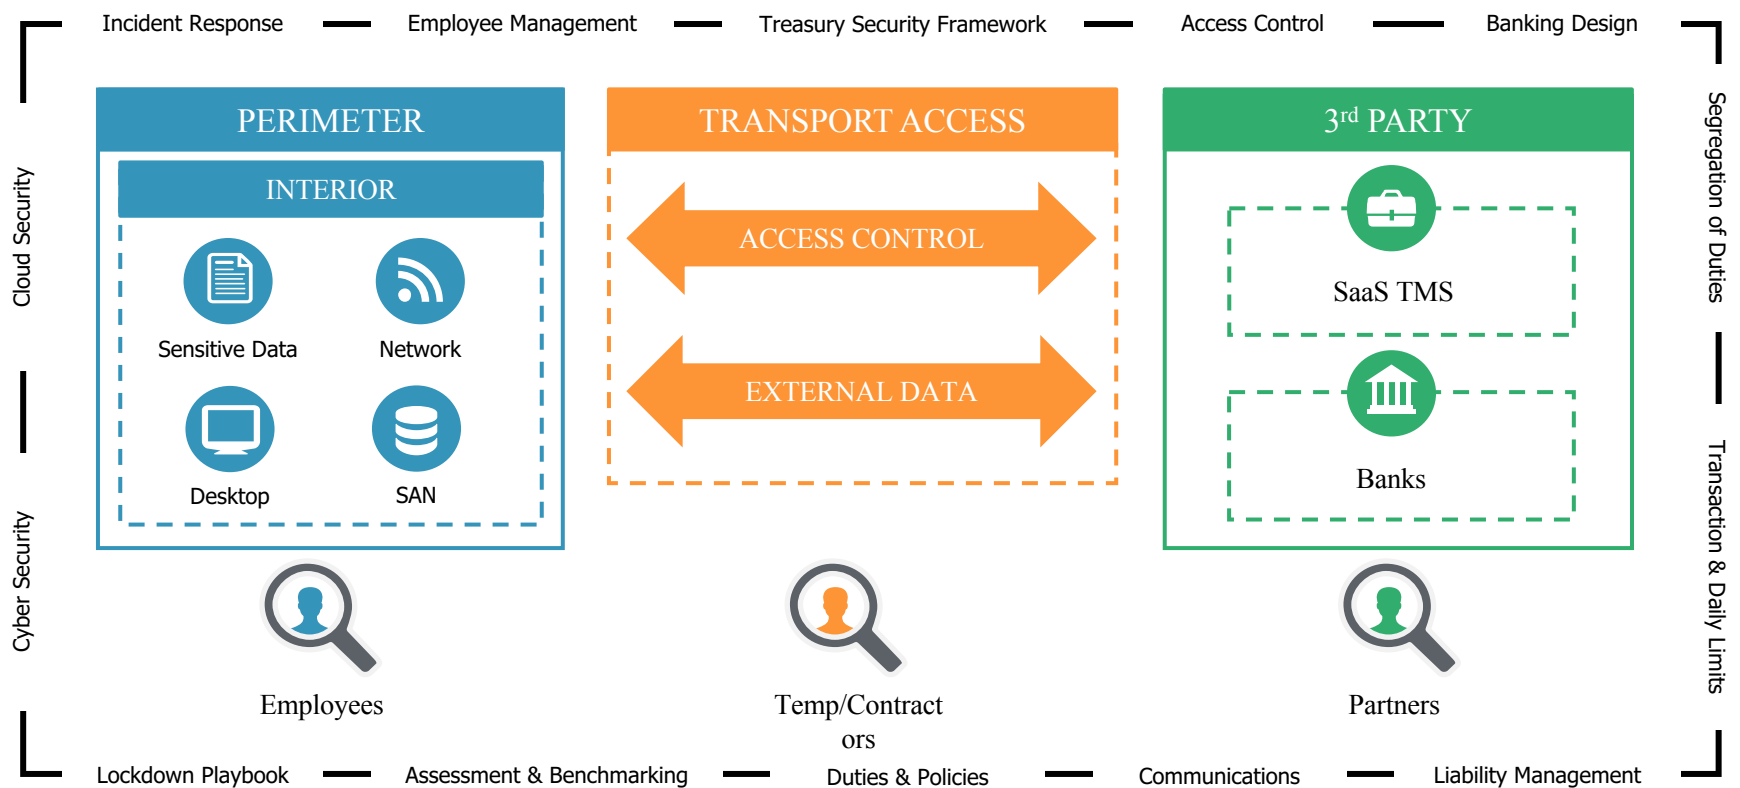 Incident Response
Employee Management
Treasury Security Framework
Access Control
Banking Design
Cloud Security
Cyber Security
PERIMETER
INTERIOR
Sensitive Data
Network
Desktop
SAN
TRANSPORT ACCESS
ACCESS CONTROL
EXTERNAL DATA
3rd PARTY
SaaS TMS
Banks
Segregation of Duties
Transaction & Daily Limits
Employees
Temp/Contract
ors
Partners
Lockdown Playbook
Assessment & Benchmarking
Duties & Policies
Communications
Liability Management